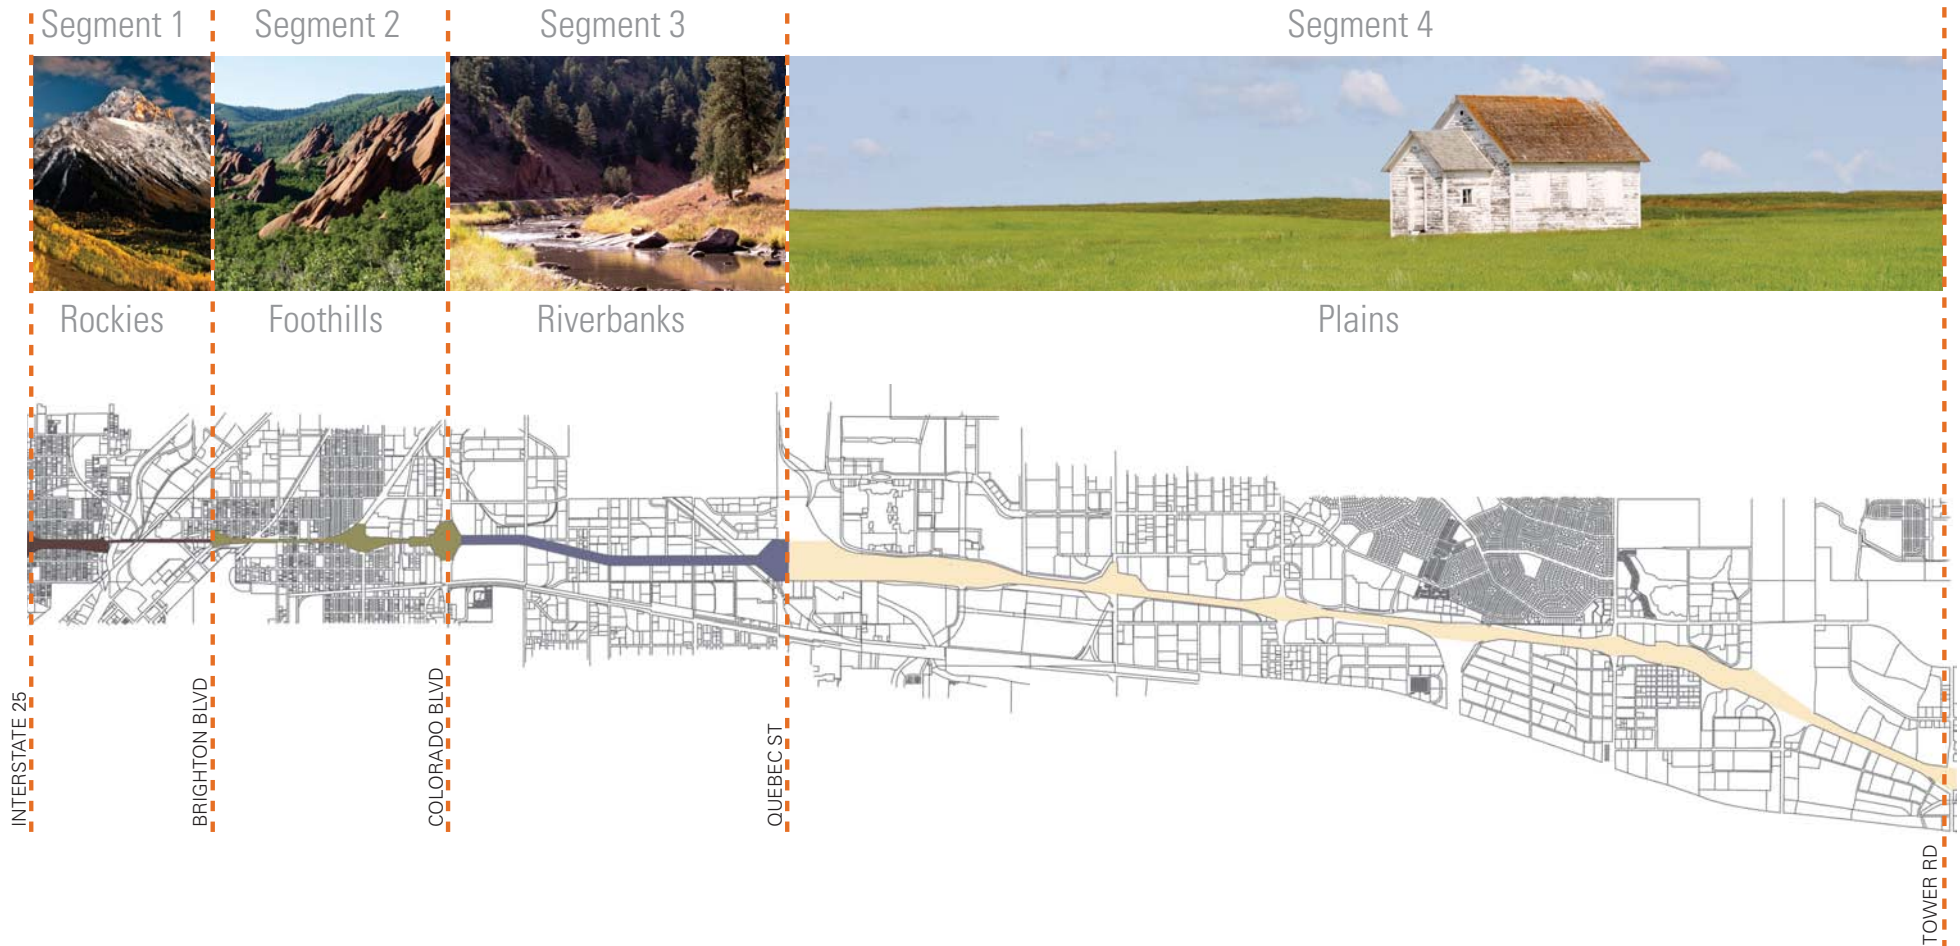 Segment 1
Segment 2
Segment 3
Segment 4
Rockies
Foothills
Riverbanks
Plains
INTERSTATE 25
BRIGHTON BLVD
COLORADO BLVD
QUEBEC ST
TOWER RD